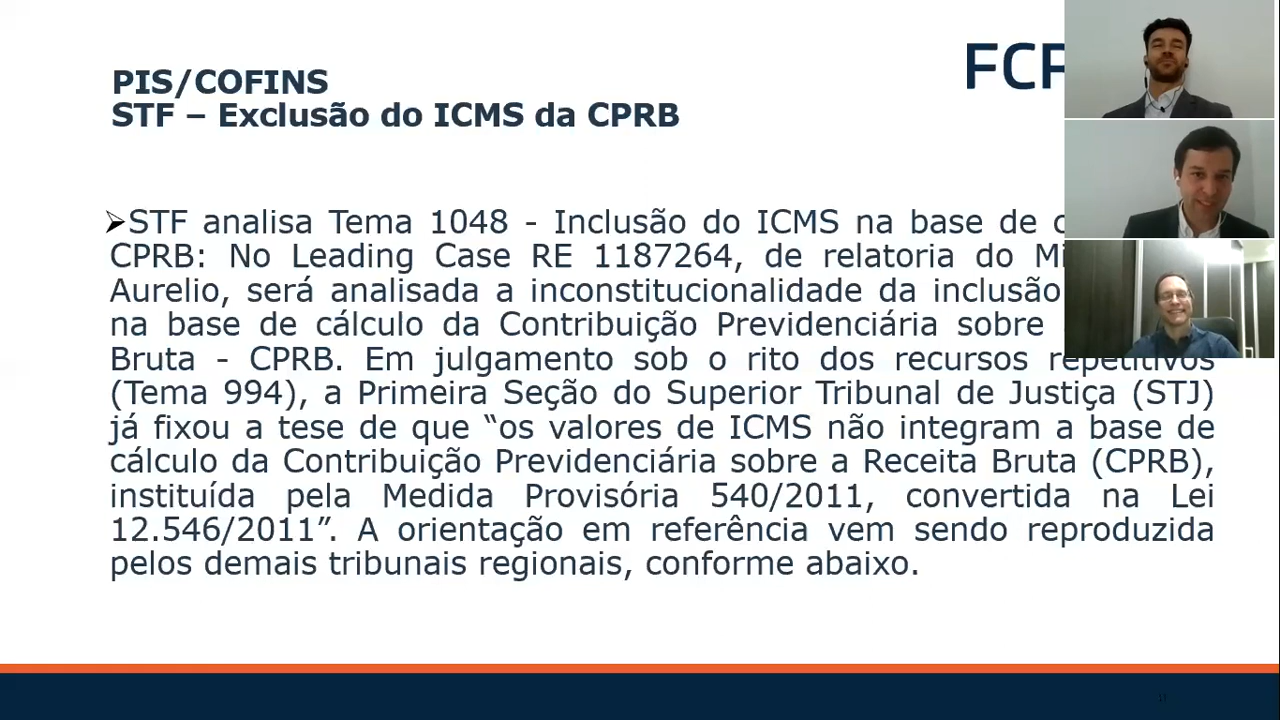 PIS/COFINS
STF – Exclusão do ICMS da CPRB
FCP
➢STF analisa Tema 1048 - Inclusão do ICMS na base de
CPRB: No Leading Case RE 1187264, de relatoria do
Aurelio, será analisada a inconstitucionalidade da inclusão
na base de cálculo da Contribuição Previdenciária sobre
Bruta - CPRB. Em julgamento sob o rito dos recursos repetitivos
(Tema 994), a Primeira Seção do Superior Tribunal de Justiça (STJ)
já fixou a tese de que “os valores de ICMS não integram a base de
cálculo da Contribuição Previdenciária sobre a Receita Bruta (CPRB),
instituída pela Medida Provisória 540/2011, convertida na Lei
12.546/2011”. A orientação em referência vem sendo reproduzida
pelos demais tribunais regionais, conforme abaixo.